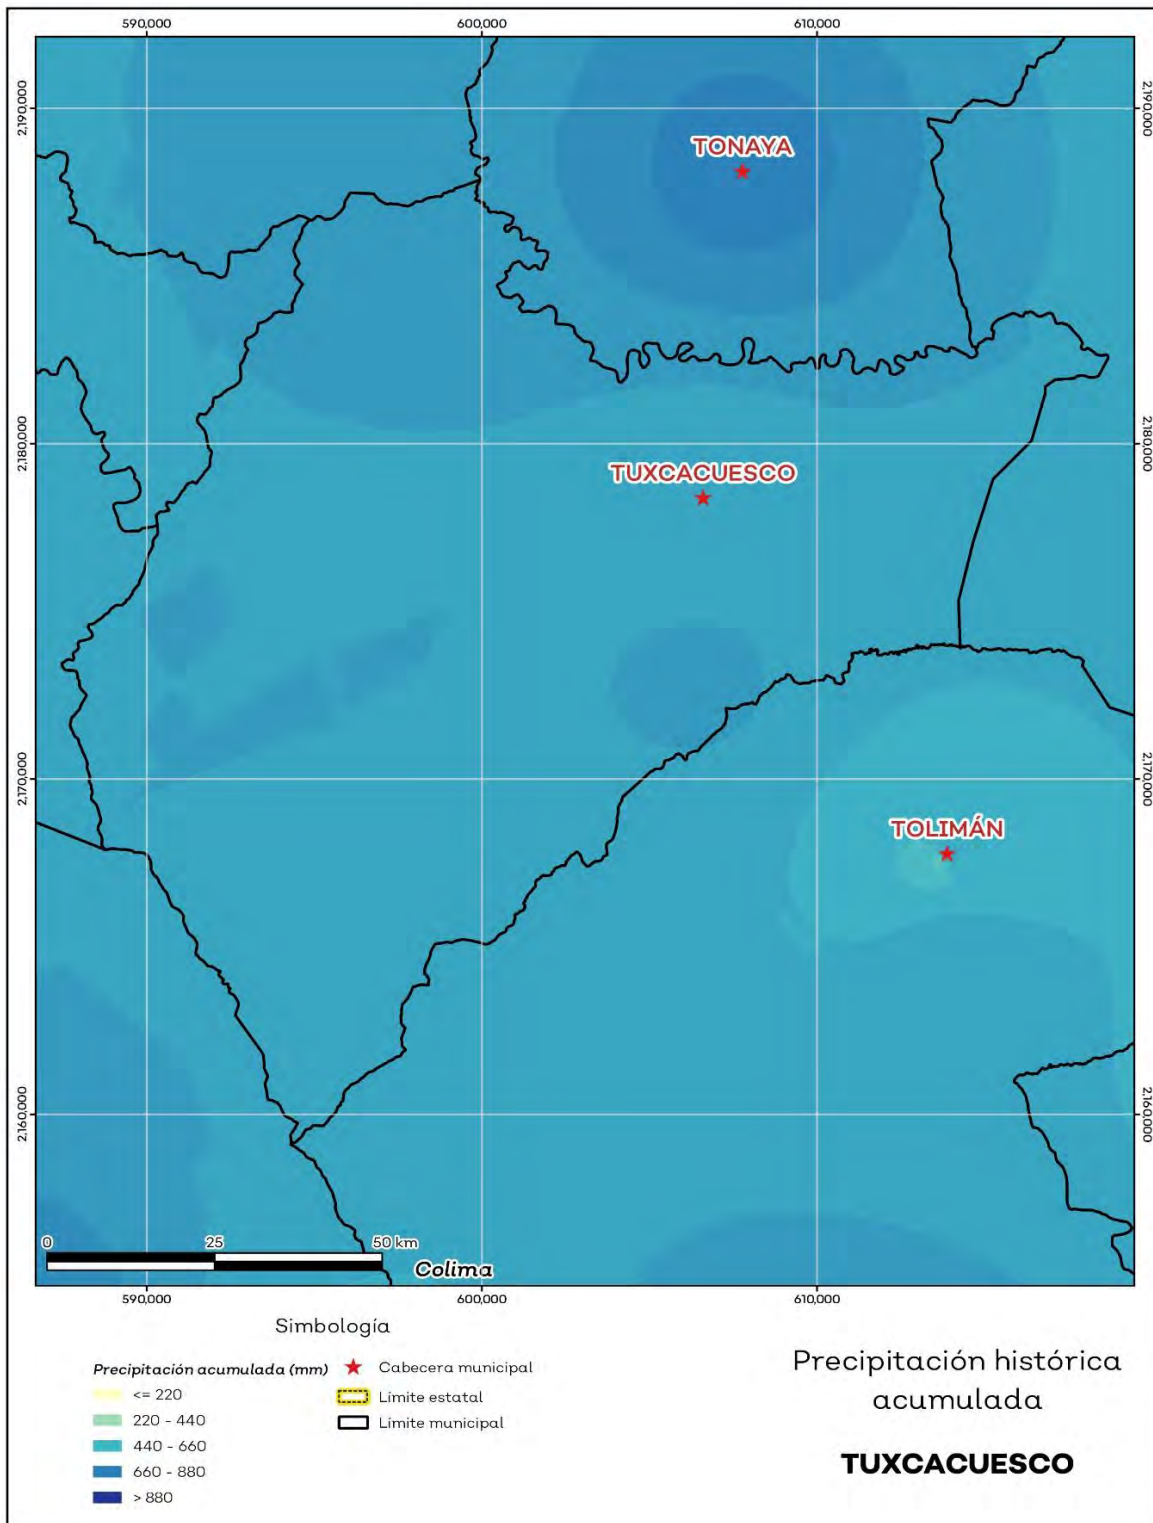 590,000
600,000
610,000
2,190,000
2,190,000
TONAYA
2,180,000
2,180,000
TUXCACUESCO
2,170,000
2,170,000
TOLIMÁN
2,160,000
2,160,000
0
25
50 km
Colima
590,000
600,000
610,000
Simbología
Precipitación acumulada (mm)
<= 220
220 - 440
440 - 660
660 - 880
> 880
Cabecera municipal
Límite estatal
Límite municipal
Precipitación histórica
acumulada
TUXCACUESCO